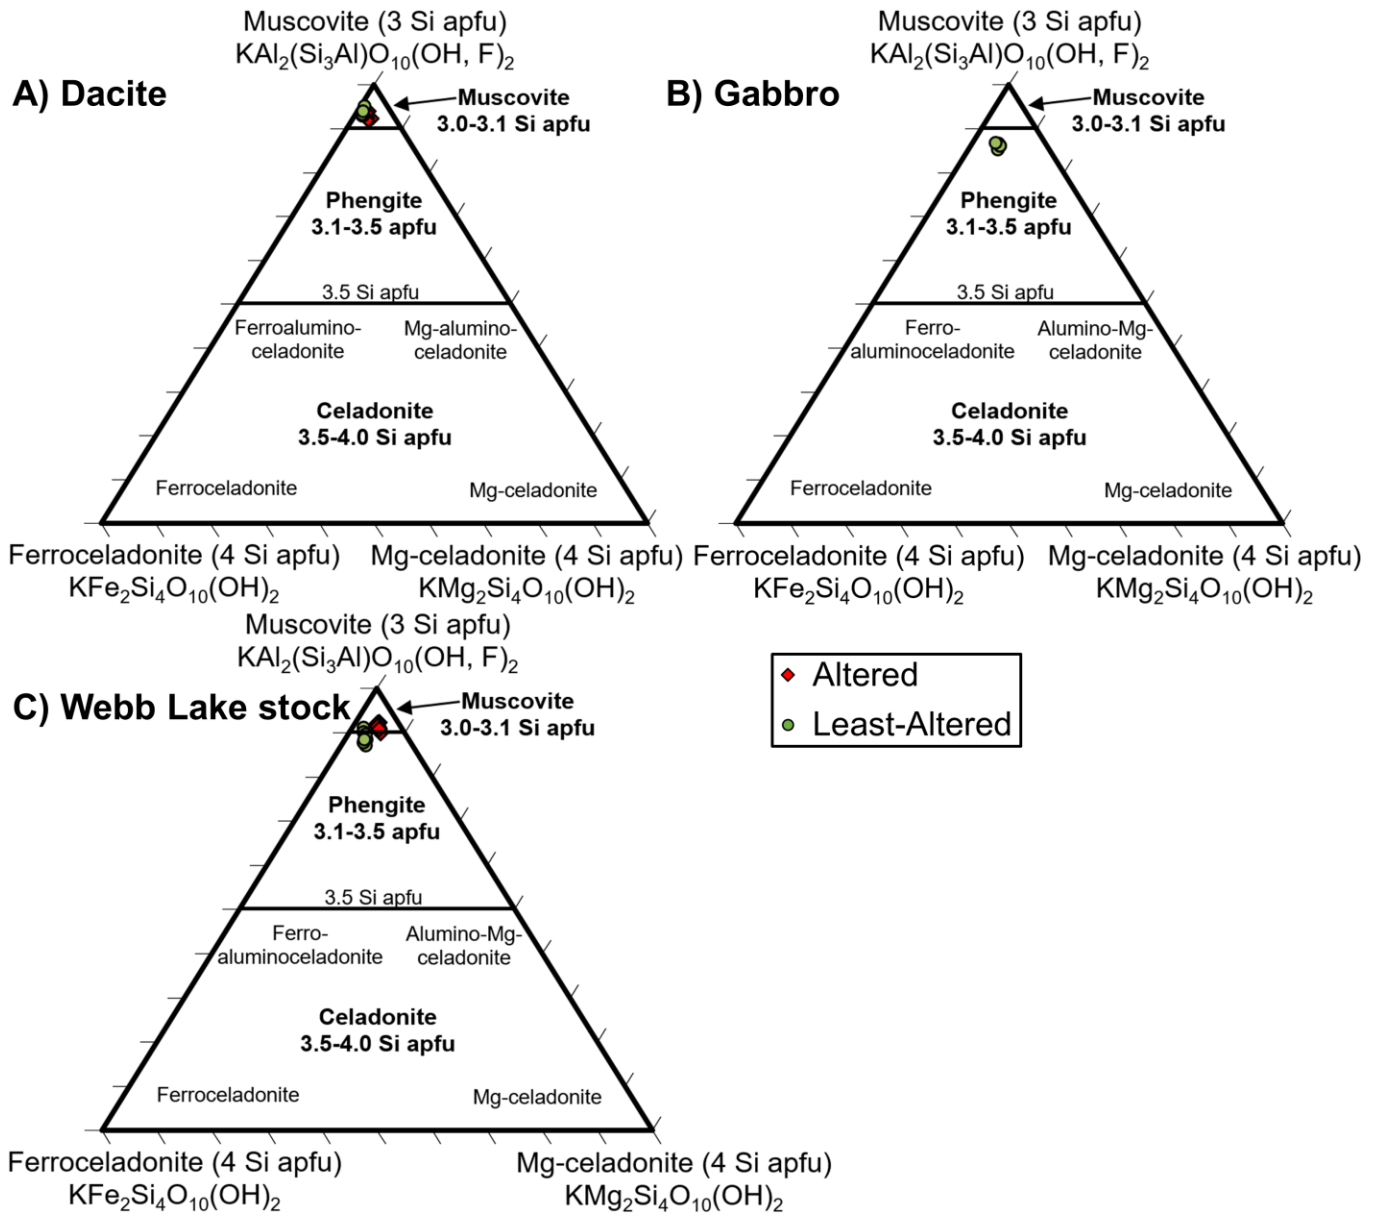 Muscovite (3 Si apfu)
KAl₂(Si₃Al)O₁₀(OH, F)₂
A) Dacite
Muscovite
3.0-3.1 Si apfu
Phengite
3.1-3.5 apfu
3.5 Si apfu
Ferroalumino-
celadonite
Mg-alumino-
celadonite
Celadonite
3.5-4.0 Si apfu
Ferroceladonite
Mg-celadonite
Ferroceladonite (4 Si apfu)
KFe₂Si₄O₁₀(OH)₂
Mg-celadonite (4 Si apfu)
KMg₂Si₄O₁₀(OH)₂
Muscovite (3 Si apfu)
KAl₂(Si₃Al)O₁₀(OH, F)₂
B) Gabbro
Muscovite
3.0-3.1 Si apfu
Phengite
3.1-3.5 apfu
3.5 Si apfu
Ferro-
aluminoceladonite
Alumino-Mg-
celadonite
Celadonite
3.5-4.0 Si apfu
Ferroceladonite
Mg-celadonite
Ferroceladonite (4 Si apfu)
KFe₂Si₄O₁₀(OH)₂
Mg-celadonite (4 Si apfu)
KMg₂Si₄O₁₀(OH)₂
Muscovite (3 Si apfu)
KAl₂(Si₃Al)O₁₀(OH, F)₂
C) Webb Lake stock
Muscovite
3.0-3.1 Si apfu
Phengite
3.1-3.5 apfu
3.5 Si apfu
Ferro-
aluminoceladonite
Alumino-Mg-
celadonite
Celadonite
3.5-4.0 Si apfu
Ferroceladonite
Mg-celadonite
Ferroceladonite (4 Si apfu)
KFe₂Si₄O₁₀(OH)₂
Mg-celadonite (4 Si apfu)
KMg₂Si₄O₁₀(OH)₂
Altered
Least-Altered